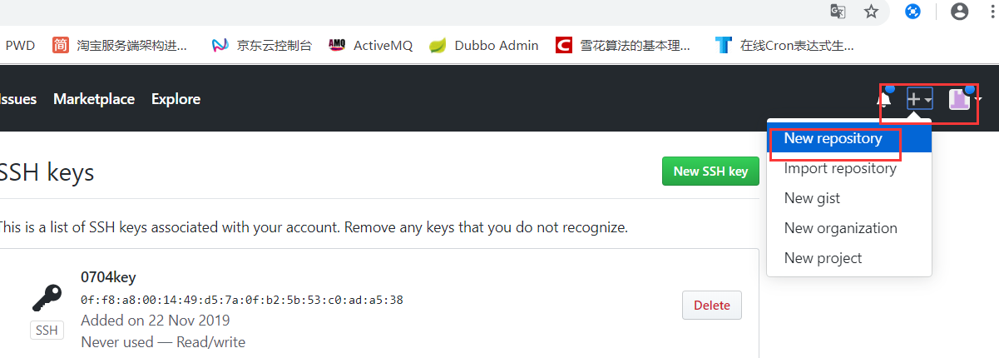 PWD 简 淘宝服务端架构进... 京东云控制台 AMQ ActiveMQ Dubbo Admin C 雪花算法的基本理... T 在线Cron表达式生...
Issues Marketplace Explore
New repository
Import repository
New gist
New organization
New project
SSH keys New SSH key
This is a list of SSH keys associated with your account. Remove any keys that you do not recognize.
0704key
0f:f8:a8:00:14:49:d5:7a:0f:b2:5b:53:c0:ad:a5:38
Added on 22 Nov 2019
Never used — Read/write
SSH
Delete